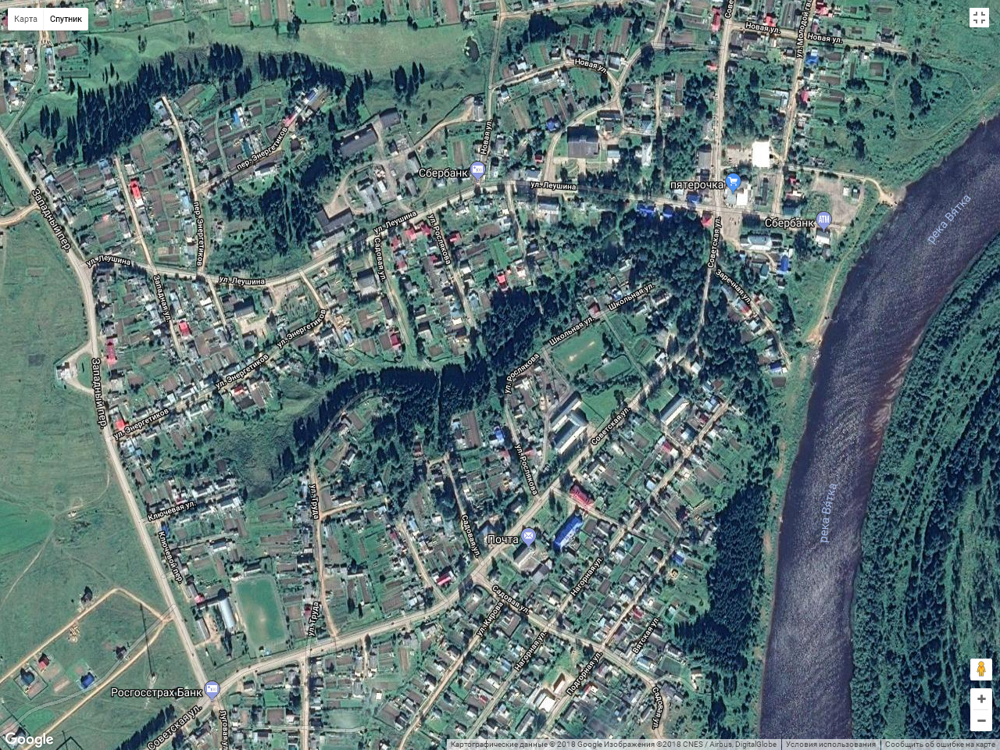 Карта
Спутник
Сове
Новая ул.
Новая ул.
ул. Молодой гв
Новая ул.
пер. Энергетиков
Новая ул.
Сбербанк
ул. Леушина
пятерочка
Западный пер.
пер. Энергетиков
ул. Леушина
ул. Рослякова
Сбербанк
ATM
река Вятка
Садовая ул.
Советская ул.
ул. Леушина
ул. Леушина
Западная ул.
Заречная ул.
Школьная ул.
Школьная ул.
ул. Энергетиков
ул. Энергетиков
ул. Рослякова
Западный пер.
ул. Энергетиков
Советская ул.
ул. Рослякова
ул. Труда
Ключевая ул.
река Вятка
Садовая ул.
Почта
Ключевой пер.
Нагорная ул.
Садовая ул.
ул. Труда
ул. Кирова
Вятская ул.
Нагорная ул.
Подгорная ул.
Росгосстрах Банк
Садовая ул.
Советская ул.
Луговая у
Google
Картографические данные © 2018 Google Изображения ©2018 CNES / Airbus, DigitalGlobe
Условия использования
Сообщить об ошибке на карте